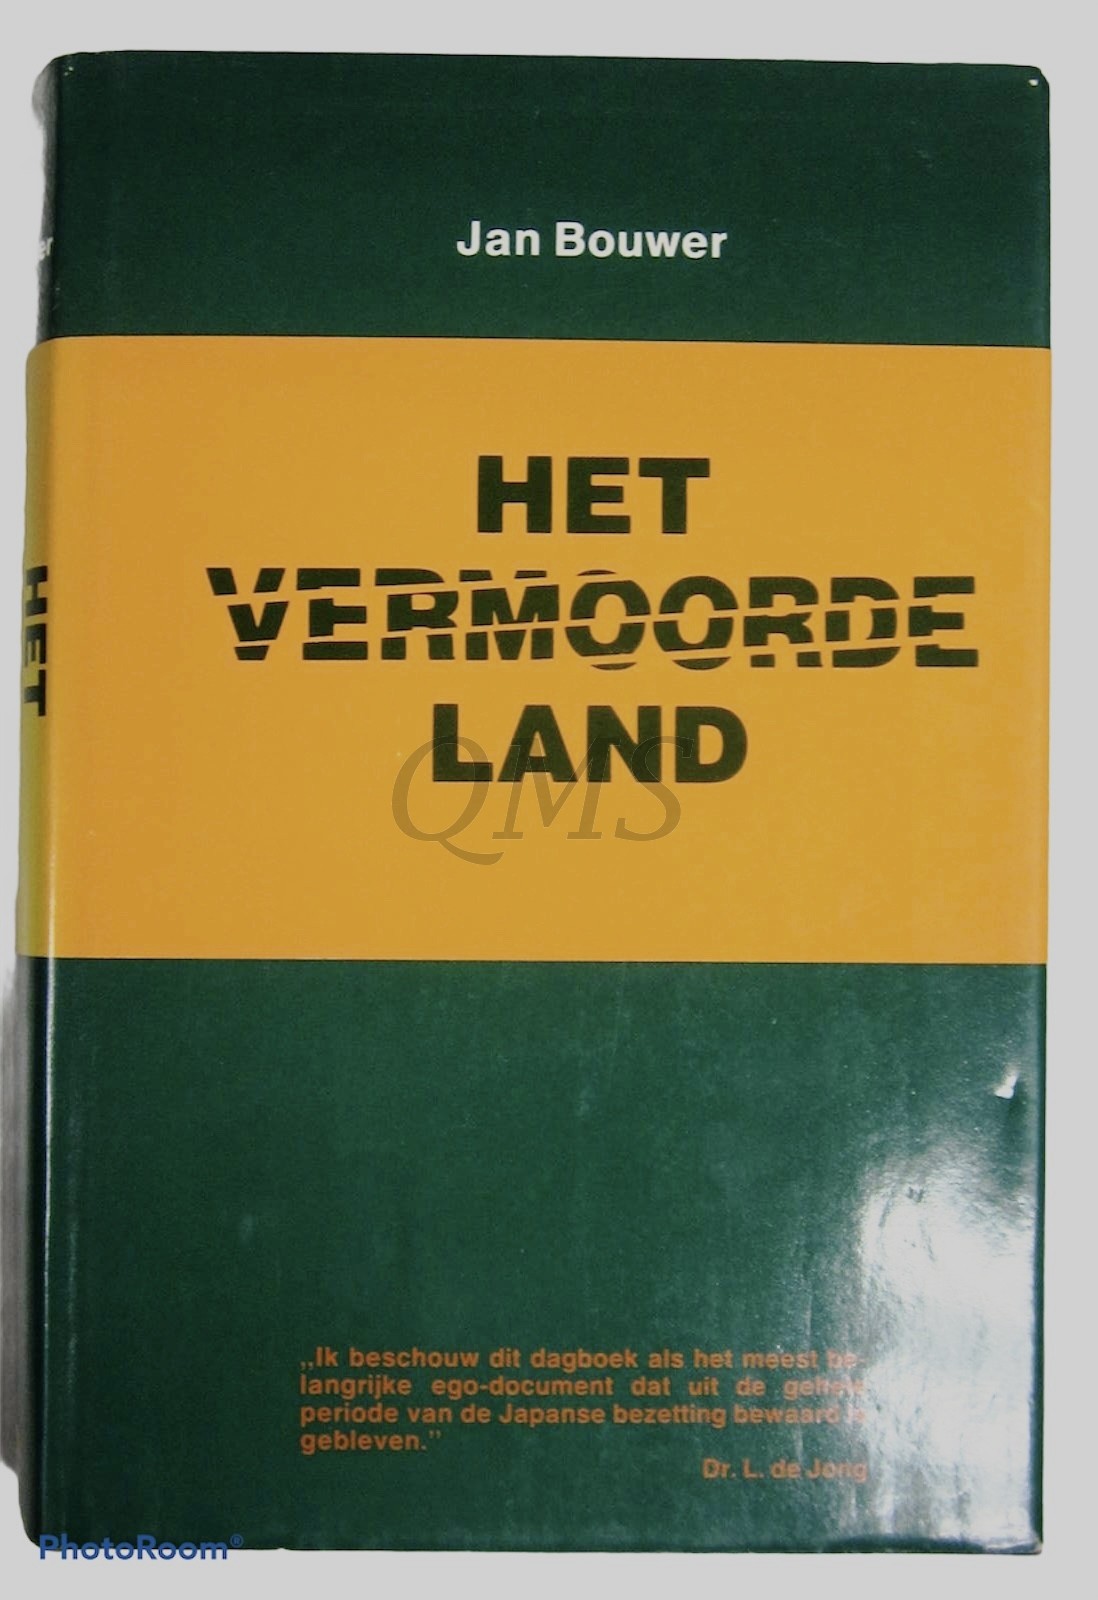 Jan Bouwer
HET
VERMOORDE
LAND
QMS
HET
er
„Ik beschouw dit dagboek als het meest be-
langrijke ego-document dat uit de gehele
periode van de Japanse bezetting bewaard is
gebleven.”
Dr. L. de Jong
PhotoRoom®